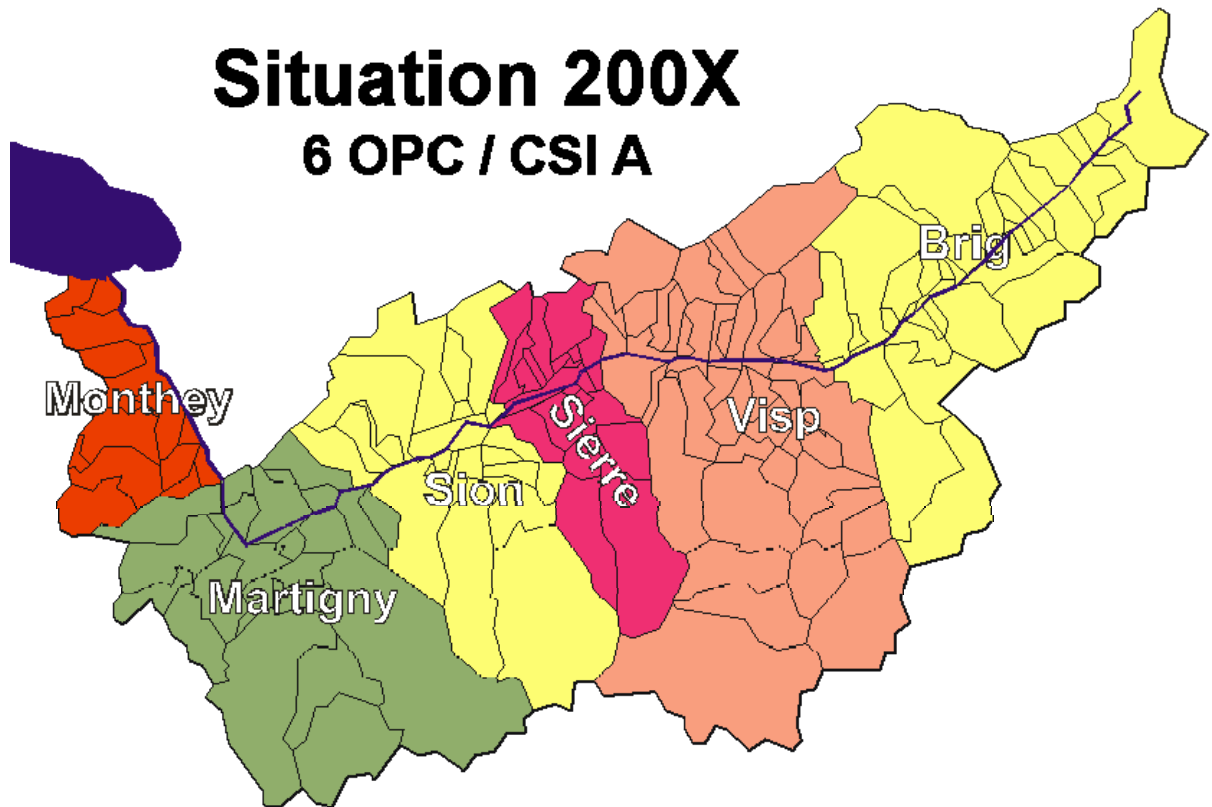 Situation 200X
6 OPC / CSI A
Brig
Monthey
Visp
Sierre
Sion
Martigny